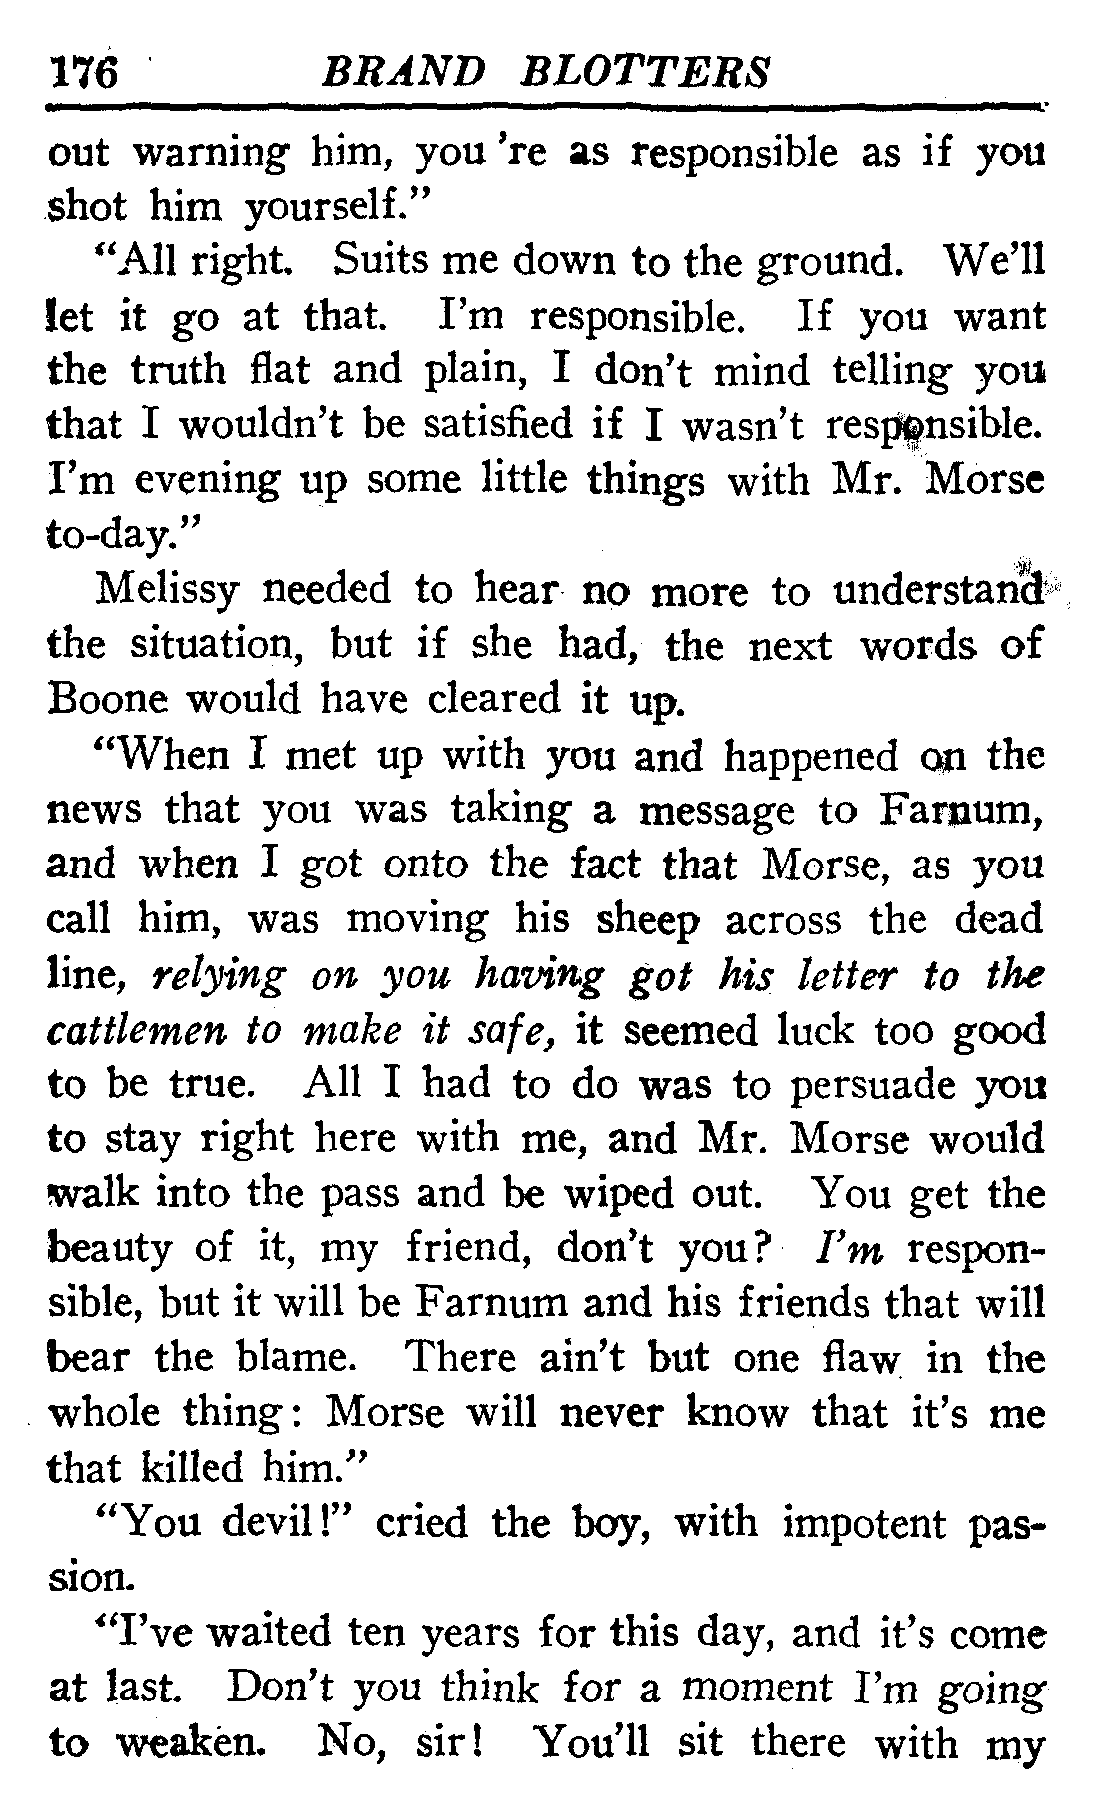 176 BRAND BLOTTERS
out warning him, you 're as responsible as if you
shot him yourself."
"All right. Suits me down to the ground. We'll
let it go at that. I'm responsible. If you want
the truth flat and plain, I don't mind telling you
that I wouldn't be satisfied if I wasn't responsible.
I'm evening up some little things with Mr. Morse
to-day."
Melissy needed to hear no more to understand
the situation, but if she had, the next words of
Boone would have cleared it up.
"When I met up with you and happened on the
news that you was taking a message to Farnum,
and when I got onto the fact that Morse, as you
call him, was moving his sheep across the dead
line, relying on you having got his letter to the
cattlemen to make it safe, it seemed luck too good
to be true. All I had to do was to persuade you
to stay right here with me, and Mr. Morse would
walk into the pass and be wiped out. You get the
beauty of it, my friend, don't you? I'm respon-
sible, but it will be Farnum and his friends that will
bear the blame. There ain't but one flaw in the
whole thing: Morse will never know that it's me
that killed him."
"You devil!" cried the boy, with impotent pas-
sion.
"I've waited ten years for this day, and it's come
at last. Don't you think for a moment I'm going
to weaken. No, sir! You'll sit there with my